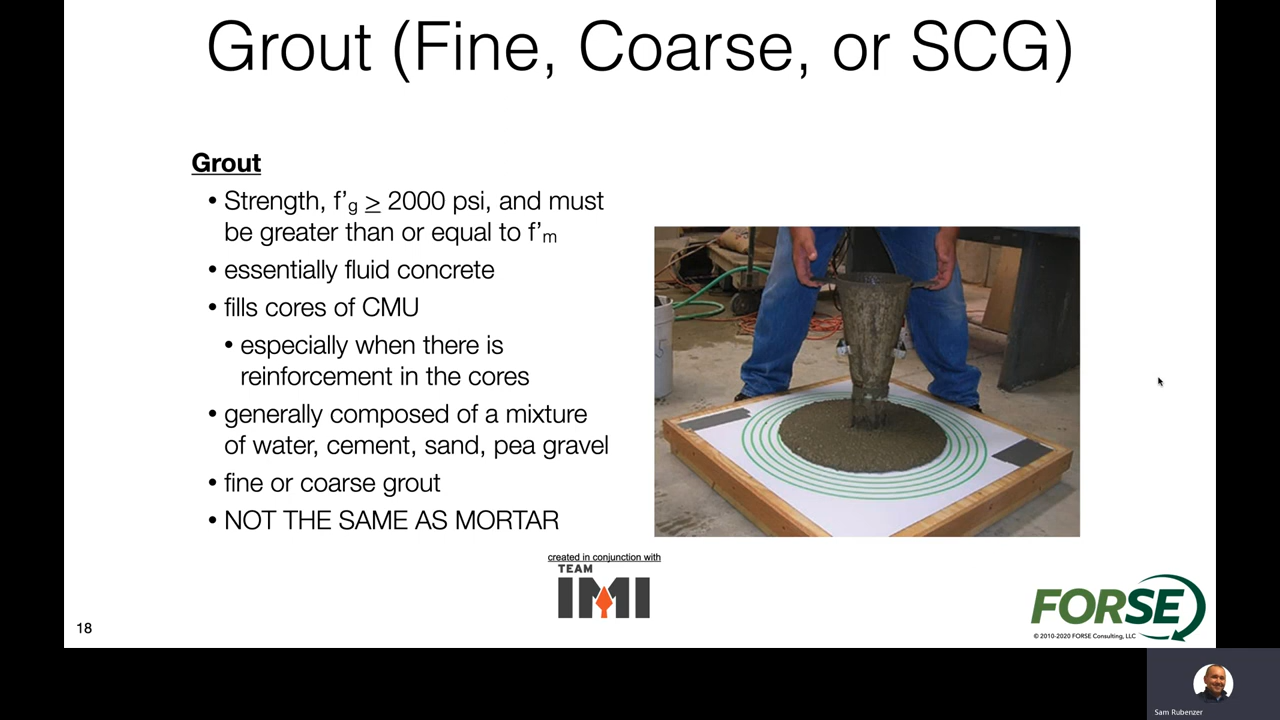 Grout (Fine, Coarse, or SCG)
Grout
• Strength, f’g ≥ 2000 psi, and must
be greater than or equal to f’m
• essentially fluid concrete
• fills cores of CMU
• especially when there is
reinforcement in the cores
• generally composed of a mixture
of water, cement, sand, pea gravel
• fine or coarse grout
• NOT THE SAME AS MORTAR
created in conjunction with
TEAM
IMI
FORSE
© 2010-2020 FORSE Consulting, LLC
18
Sam Rubenzer